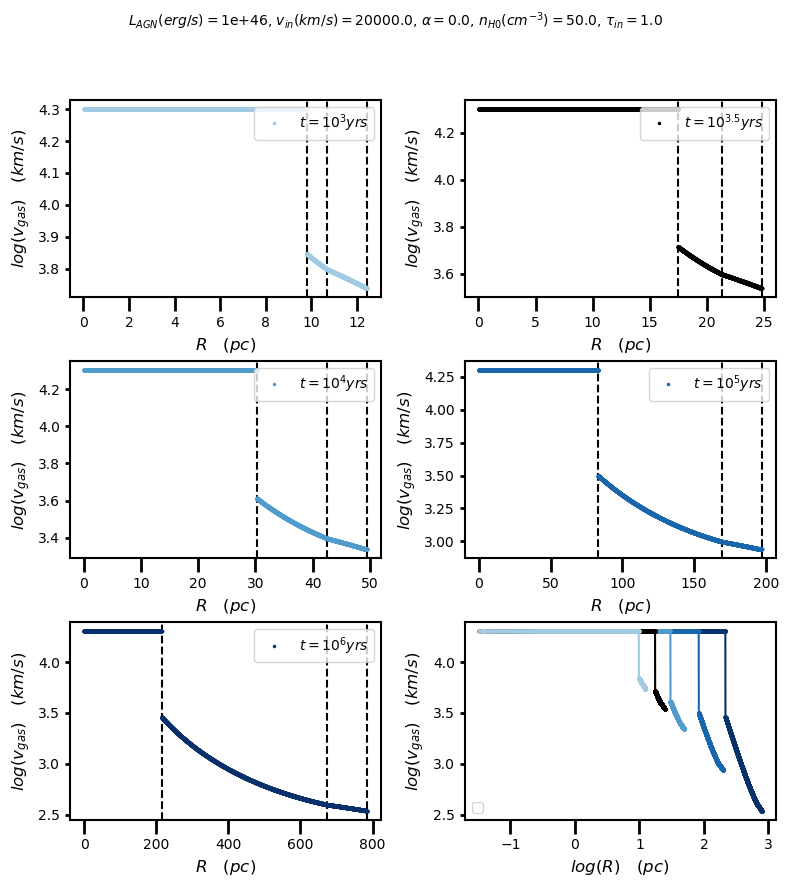 L_AGN(erg/s) = 1e+46, v_in(km/s) = 20000.0, α = 0.0, n_H0(cm^−3) = 50.0, τ_in = 1.0
4.3
4.2
4.1
4.0
3.9
3.8
log(v_gas) (km/s)
t = 10^3 yrs
0 2 4 6 8 10 12
R (pc)
4.2
4.0
3.8
3.6
log(v_gas) (km/s)
t = 10^3.5 yrs
0 5 10 15 20 25
R (pc)
4.2
4.0
3.8
3.6
3.4
log(v_gas) (km/s)
t = 10^4 yrs
0 10 20 30 40 50
R (pc)
4.25
4.00
3.75
3.50
3.25
3.00
log(v_gas) (km/s)
t = 10^5 yrs
0 50 100 150 200
R (pc)
4.0
3.5
3.0
2.5
log(v_gas) (km/s)
t = 10^6 yrs
0 200 400 600 800
R (pc)
4.0
3.5
3.0
2.5
log(v_gas) (km/s)
−1 0 1 2 3
log(R) (pc)